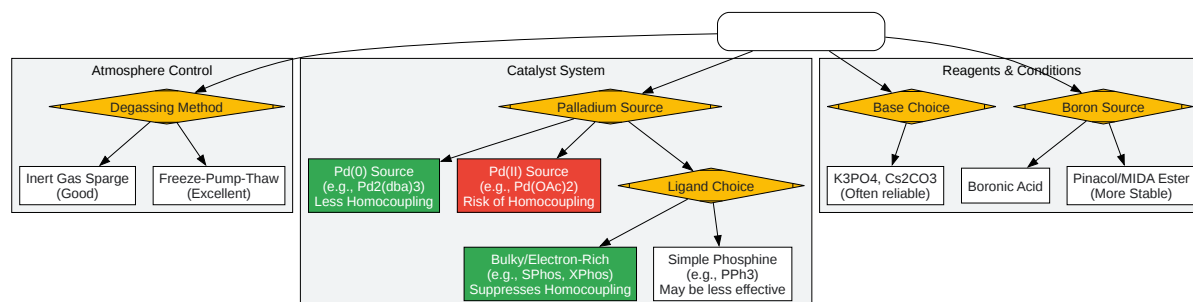 Atmosphere Control
Catalyst System
Reagents & Conditions
Degassing Method
Palladium Source
Base Choice
Boron Source
Inert Gas Sparge
(Good)
Freeze-Pump-Thaw
(Excellent)
Pd(0) Source
(e.g., Pd2(dba)3)
Less Homocoupling
Pd(II) Source
(e.g., Pd(OAc)2)
Risk of Homocoupling
Ligand Choice
K3PO4, Cs2CO3
(Often reliable)
Boronic Acid
Pinacol/MIDA Ester
(More Stable)
Bulky/Electron-Rich
(e.g., SPhos, XPhos)
Suppresses Homocoupling
Simple Phosphine
(e.g., PPh3)
May be less effective